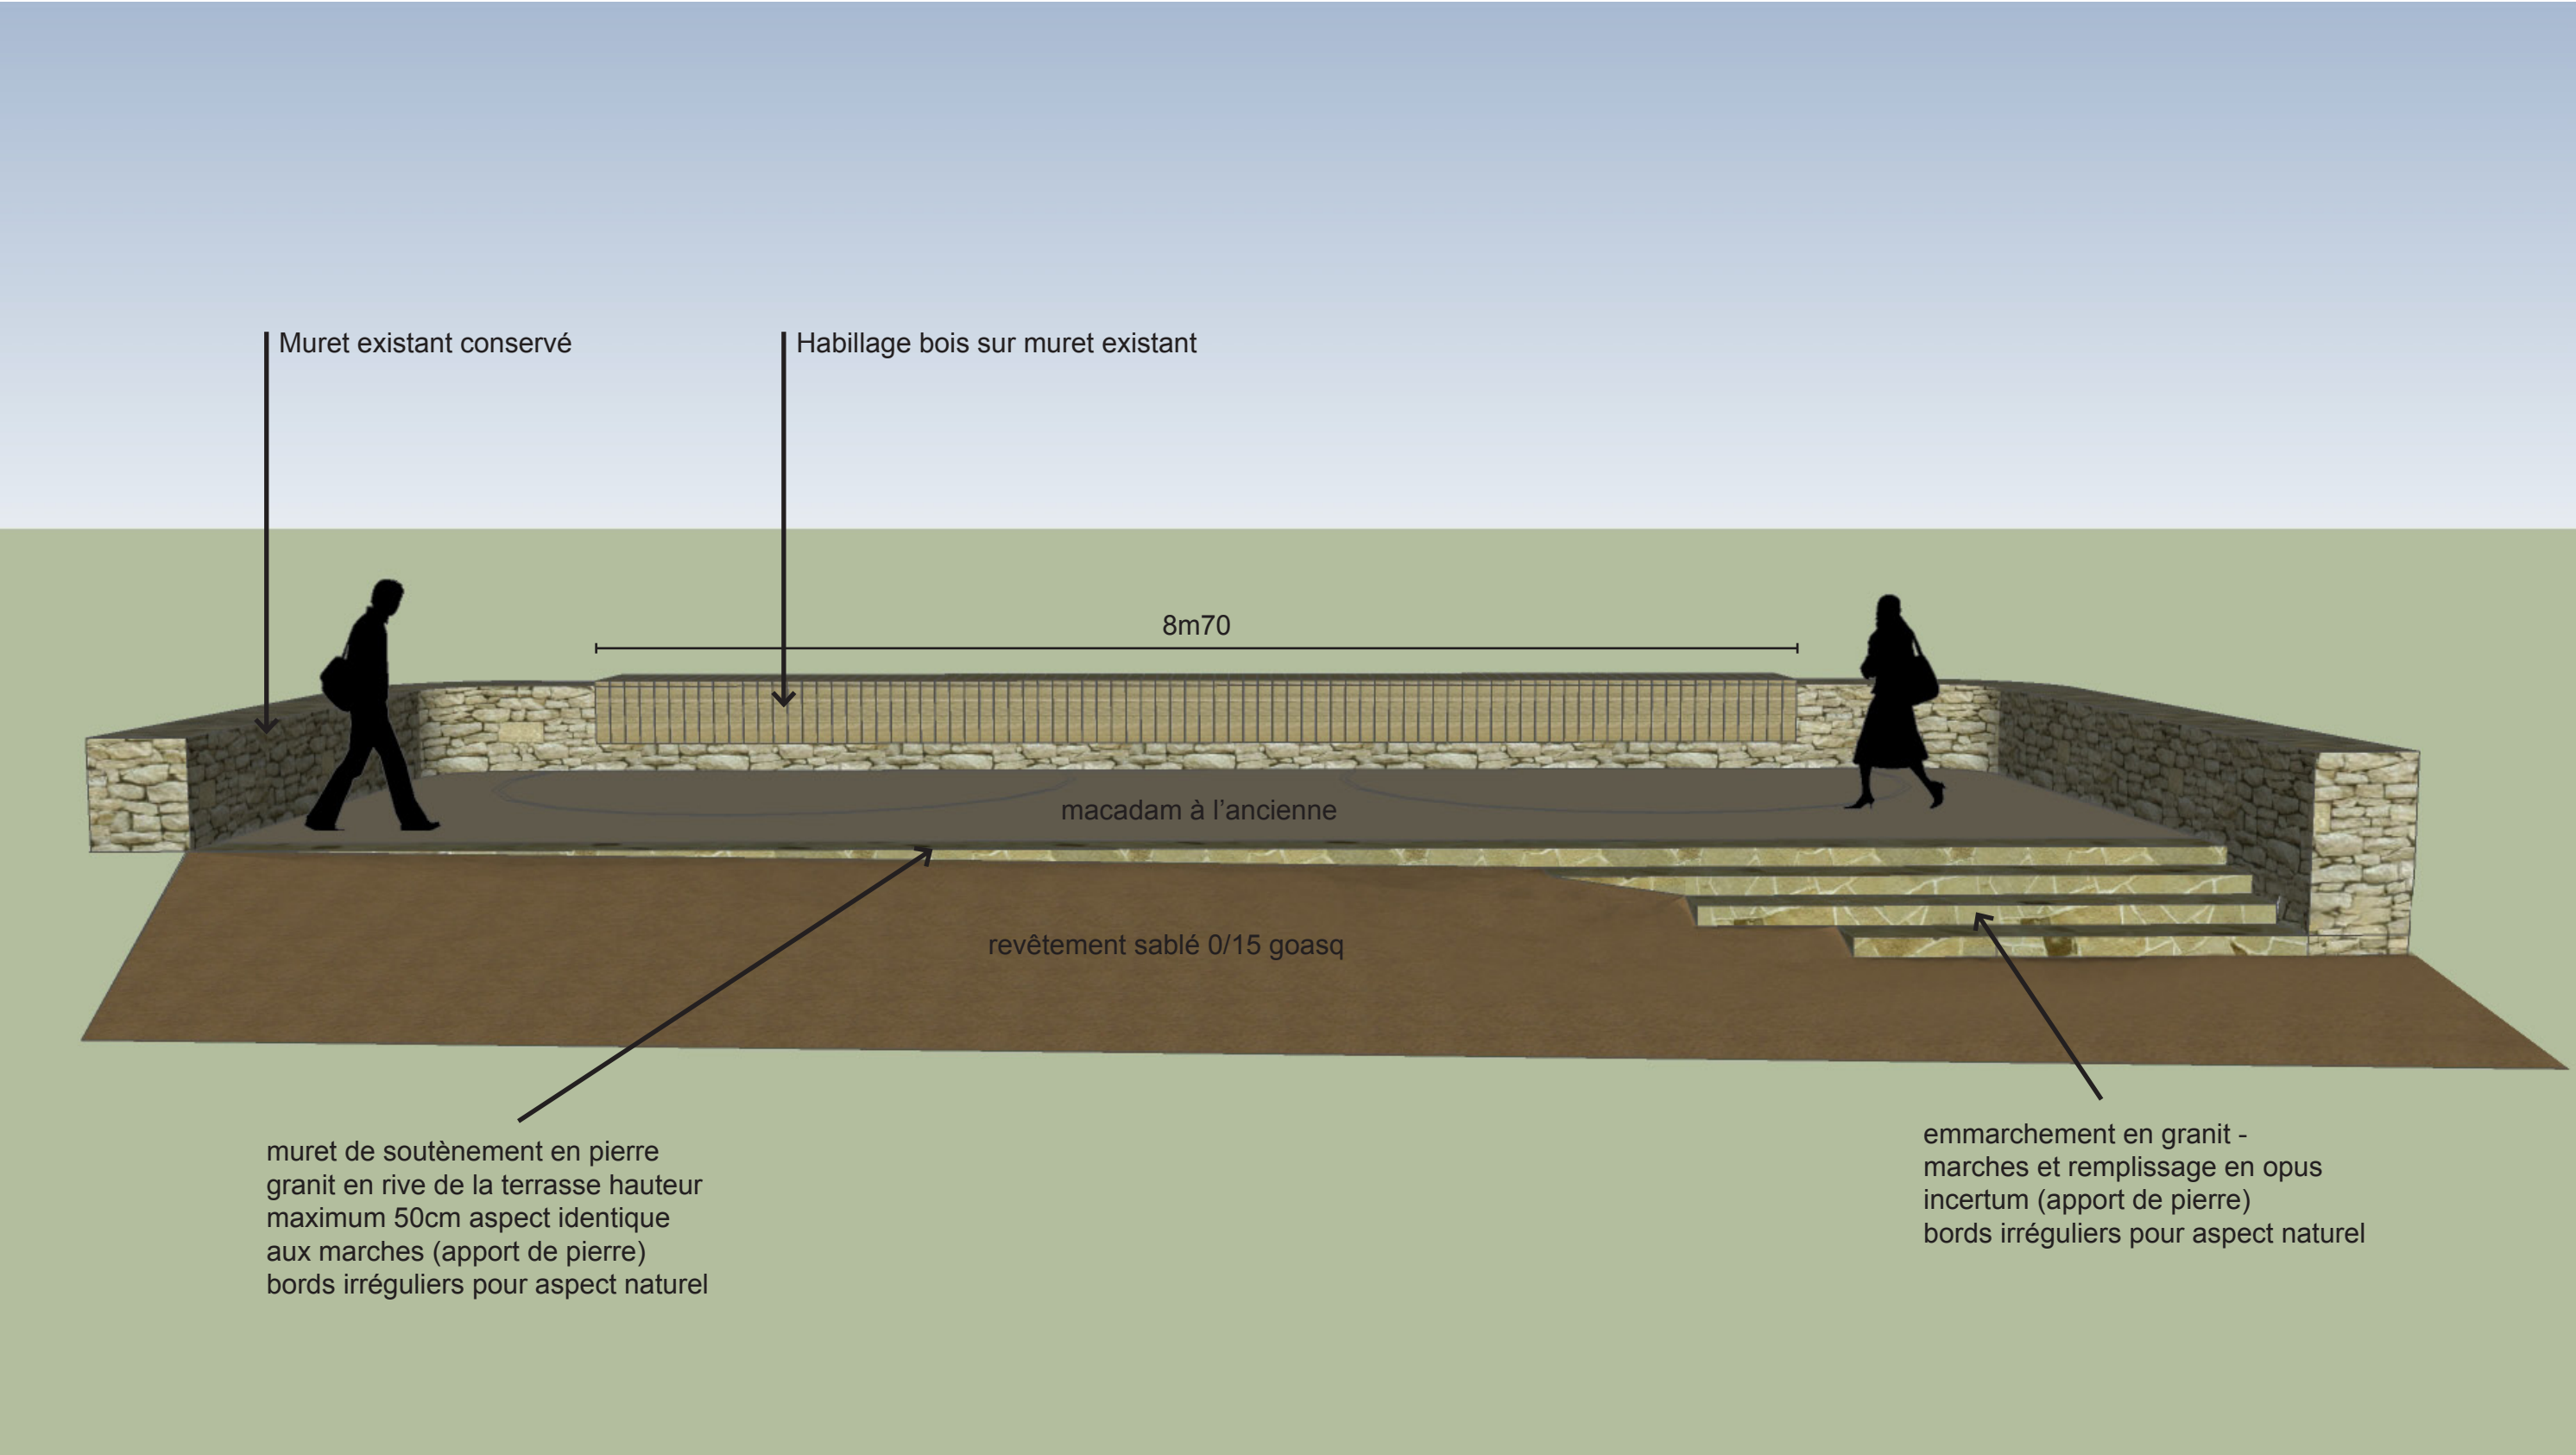 Muret existant conservé
Habillage bois sur muret existant
8m70
macadam à l'ancienne
revêtement sablé 0/15 goasq
muret de soutènement en pierre
granit en rive de la terrasse hauteur
maximum 50cm aspect identique
aux marches (apport de pierre)
bords irréguliers pour aspect naturel
emmarchement en granit -
marches et remplissage en opus
incertum (apport de pierre)
bords irréguliers pour aspect naturel